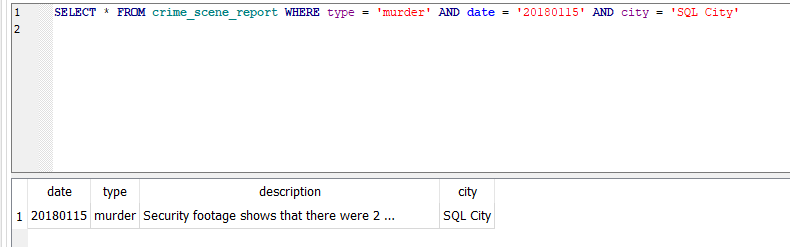 1 SELECT * FROM crime_scene_report WHERE type = 'murder' AND date = '20180115' AND city = 'SQL City'
2
date type description city
1 20180115 murder Security footage shows that there were 2 ... SQL City